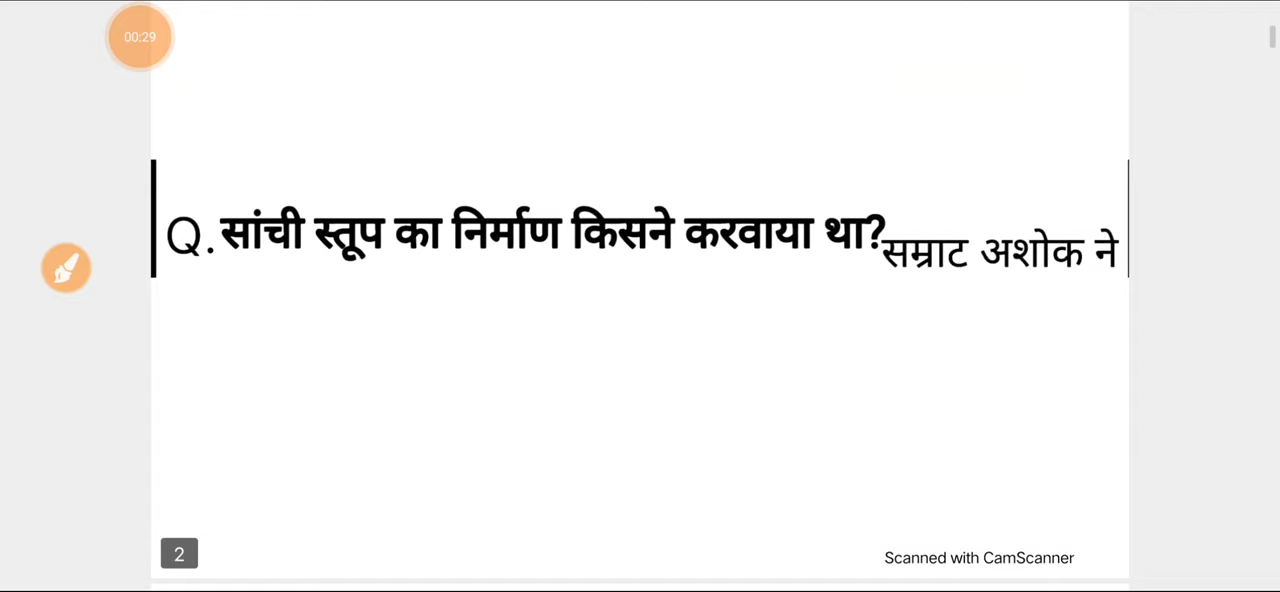 00:29
Q. सांची स्तूप का निर्माण किसने करवाया था? सम्राट अशोक ने
2
Scanned with CamScanner